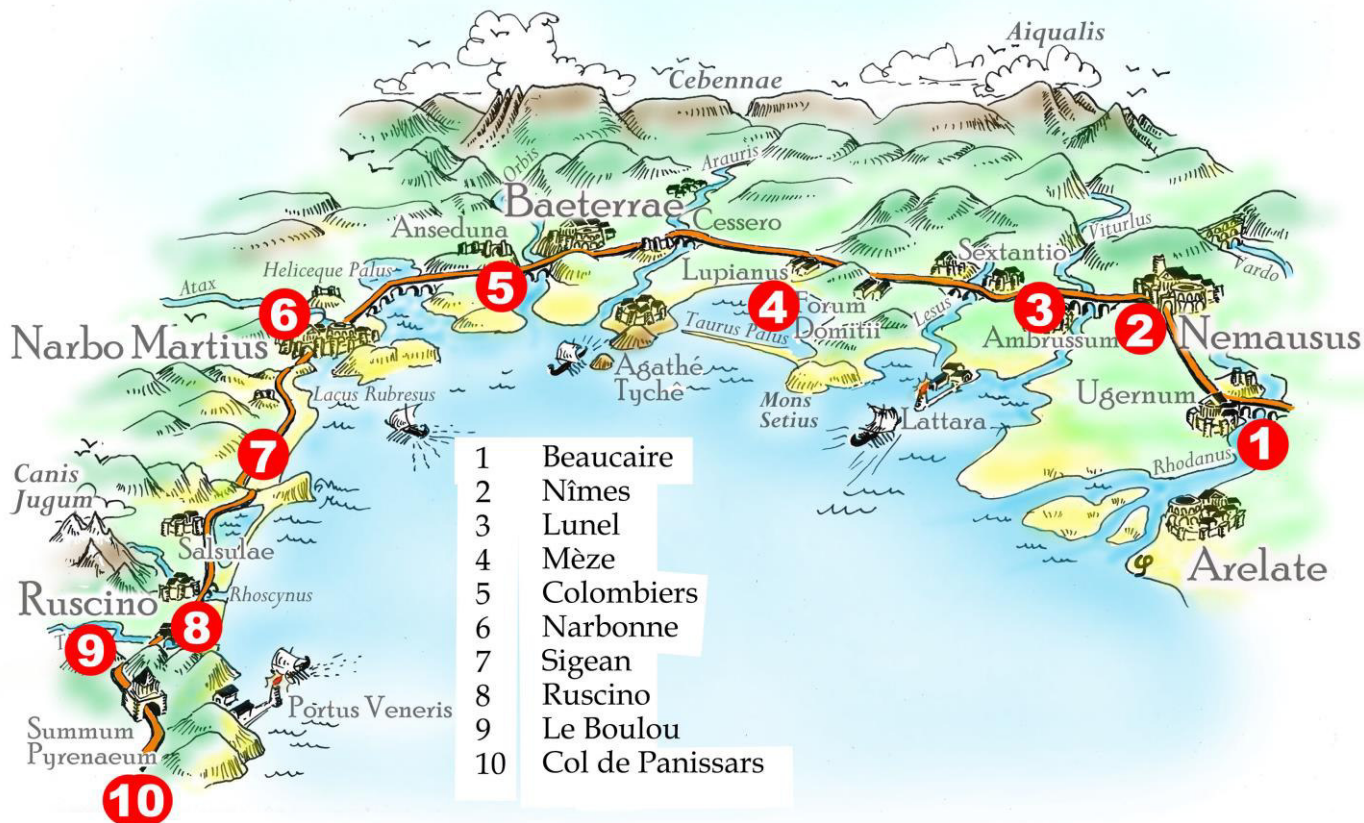 Aiqualis
Cebennae
Orbis
Arauris
Baeterrae
Anseduna
Cessero
Viturlus
Vardo
Sextantio
Heliceque Palus
Lupianus
Atax
5
6
4
Forum
Domitii
Lesus
3
Ambrussum
2
Nemausus
Narbo Martius
Taurus Palus
Agathé
Tychê
Mons
Setius
Lacus Rubresus
Ugernum
Lattara
1
Rhodanus
7
Canis
Jugum
Salsulae
Arelate
Ruscino
Rhoscynus
8
T
9
Portus Veneris
Summum
Pyrenaeum
10
1 Beaucaire
2 Nîmes
3 Lunel
4 Mèze
5 Colombiers
6 Narbonne
7 Sigean
8 Ruscino
9 Le Boulou
10 Col de Panissars